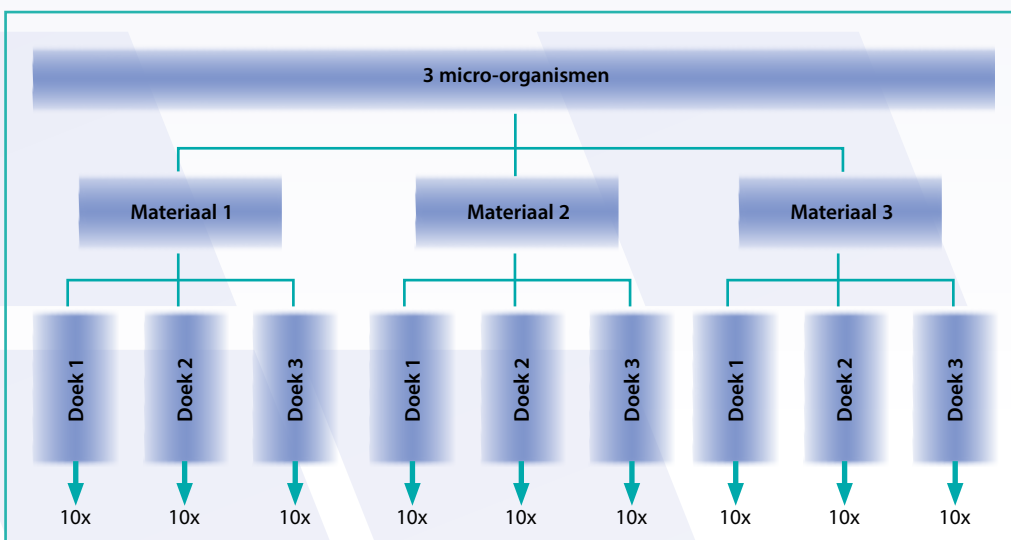 3 micro-organismen
Materiaal 1
Materiaal 2
Materiaal 3
Doek 1
Doek 2
Doek 3
Doek 1
Doek 2
Doek 3
Doek 1
Doek 2
Doek 3
10x
10x
10x
10x
10x
10x
10x
10x
10x